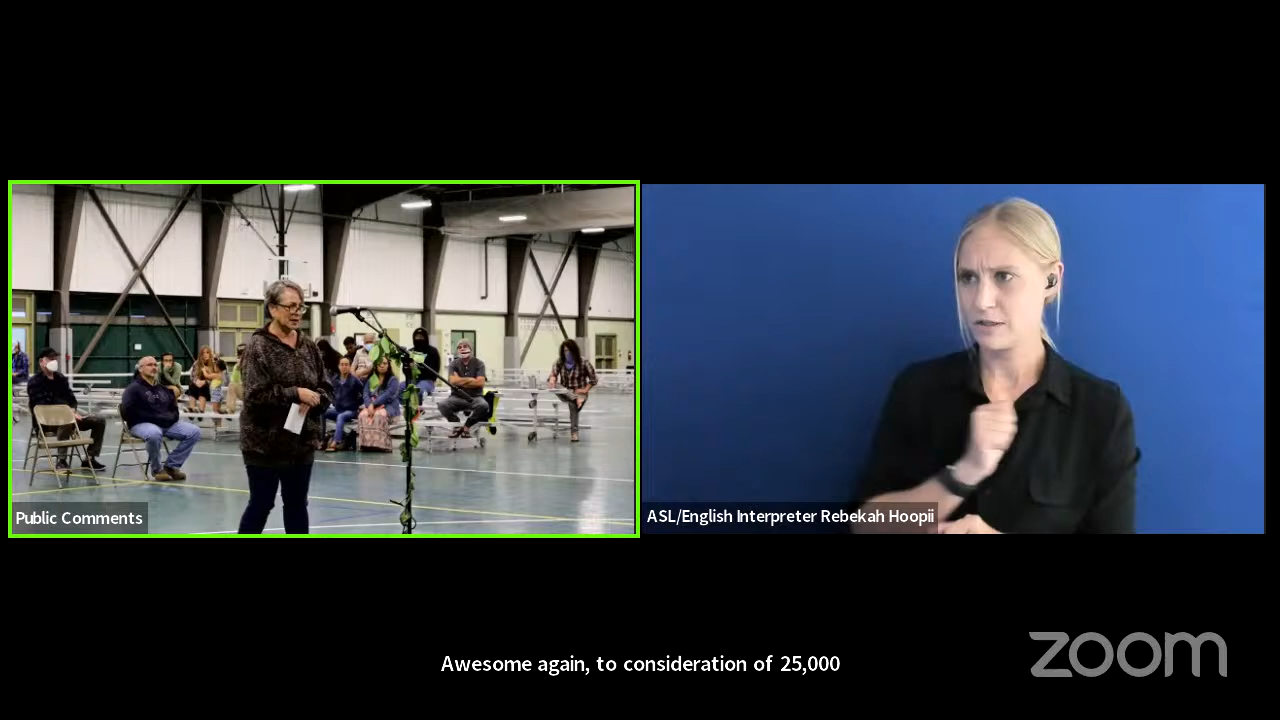 Public Comments
ASL/English Interpreter Rebekah Hoopii
Awesome again, to consideration of 25,000
zoom